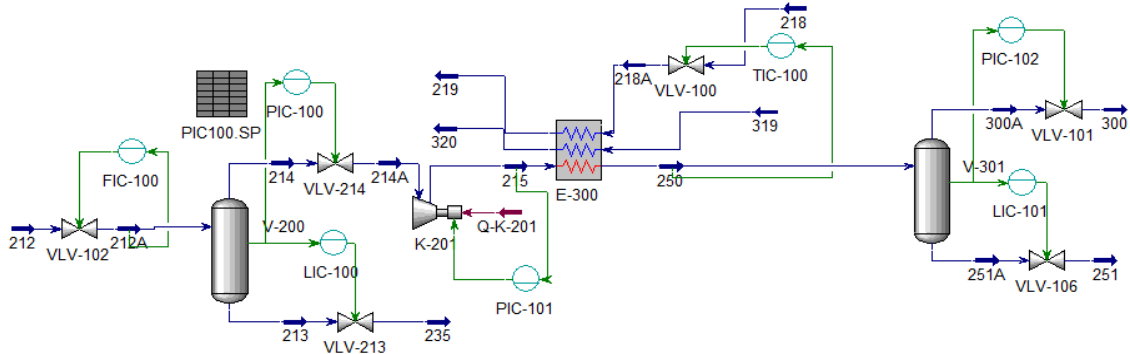 218
PIC-102
TIC-100
218A
VLV-100
219
PIC-100
PIC100.SP
300A
300
VLV-101
320
319
FIC-100
214
214A
VLV-214
215
250
E-300
V-301
LIC-101
212
212A
VLV-102
V-200
K-201
Q-K-201
LIC-100
251A
251
VLV-106
PIC-101
213
235
VLV-213